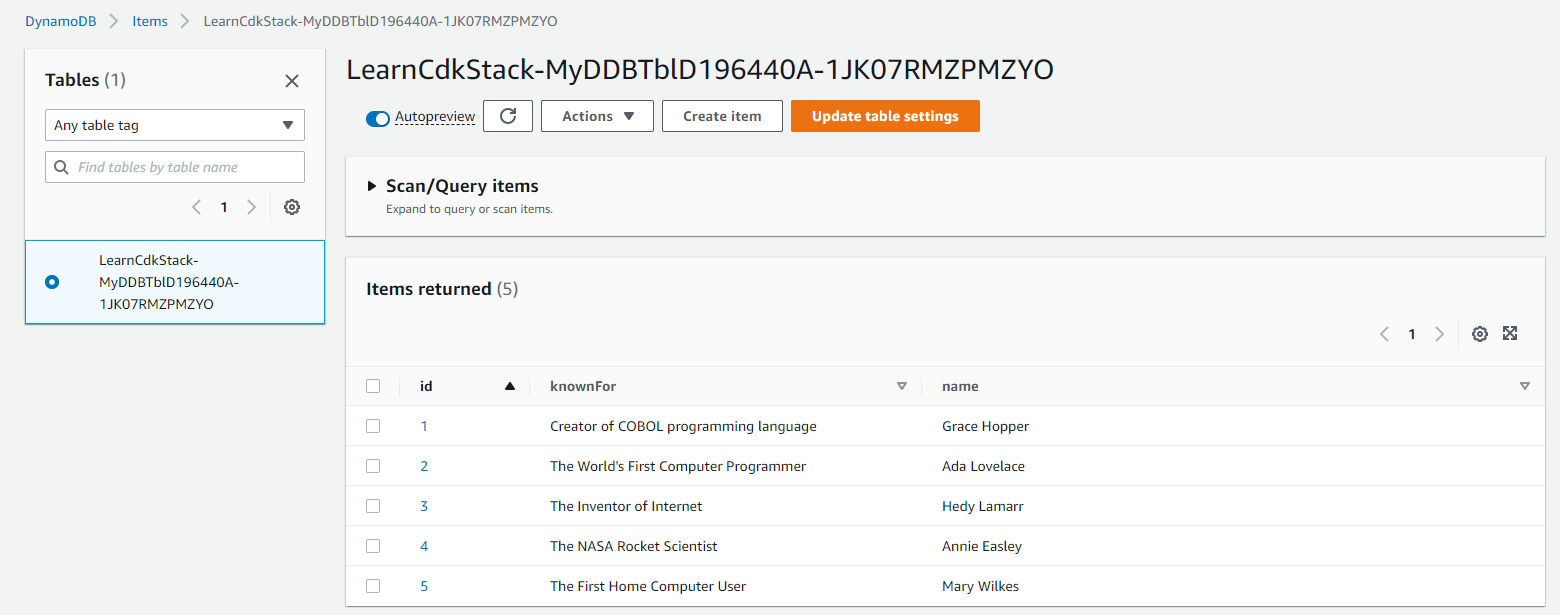 DynamoDB > Items > LearnCdkStack-MyDDBTblD196440A-1JK07RMZPMZYO
Tables (1)
Any table tag
Find tables by table name
1
LearnCdkStack-
MyDDBTblD196440A-
1JK07RMZPMZYO
LearnCdkStack-MyDDBTblD196440A-1JK07RMZPMZYO
Autopreview Actions Create item Update table settings
Scan/Query items
Expand to query or scan items.
Items returned (5)
1
id knownFor name
1 Creator of COBOL programming language Grace Hopper
2 The World's First Computer Programmer Ada Lovelace
3 The Inventor of Internet Hedy Lamarr
4 The NASA Rocket Scientist Annie Easley
5 The First Home Computer User Mary Wilkes